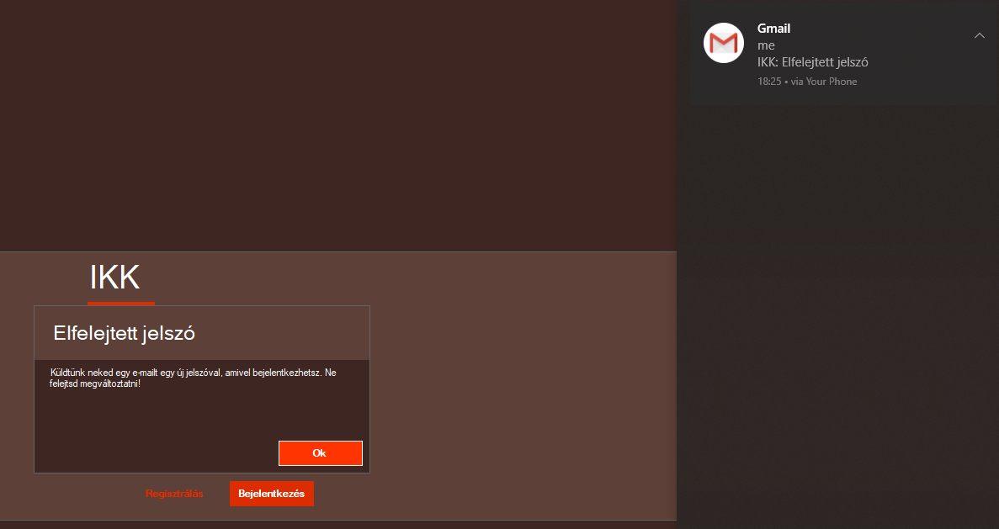 Gmail
me
IKK: Elfelejtett jelszó
18:25 • via Your Phone
IKK
Elfelejtett jelszó
Küldtünk neked egy e-mailt egy új jelszóval, amivel bejelentkezhetsz. Ne
felejtsd megváltoztatni!
Ok
Regisztrálás
Bejelentkezés